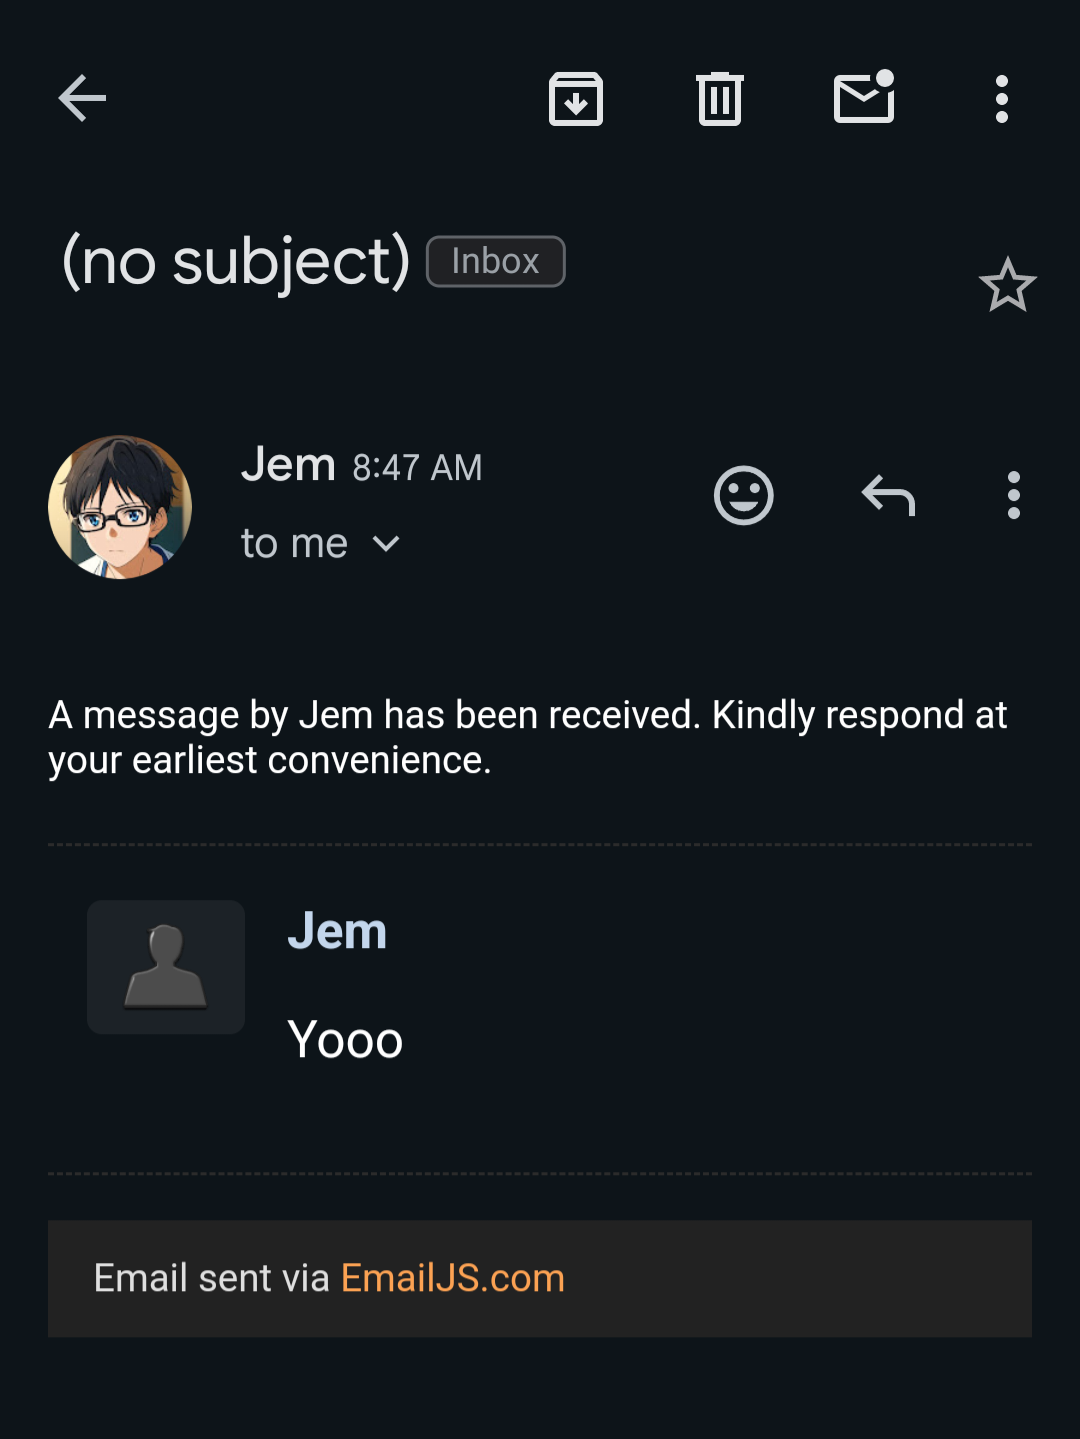 (no subject) Inbox
Jem 8:47 AM
to me
A message by Jem has been received. Kindly respond at
your earliest convenience.
Jem
Yooo
Email sent via EmailJS.com